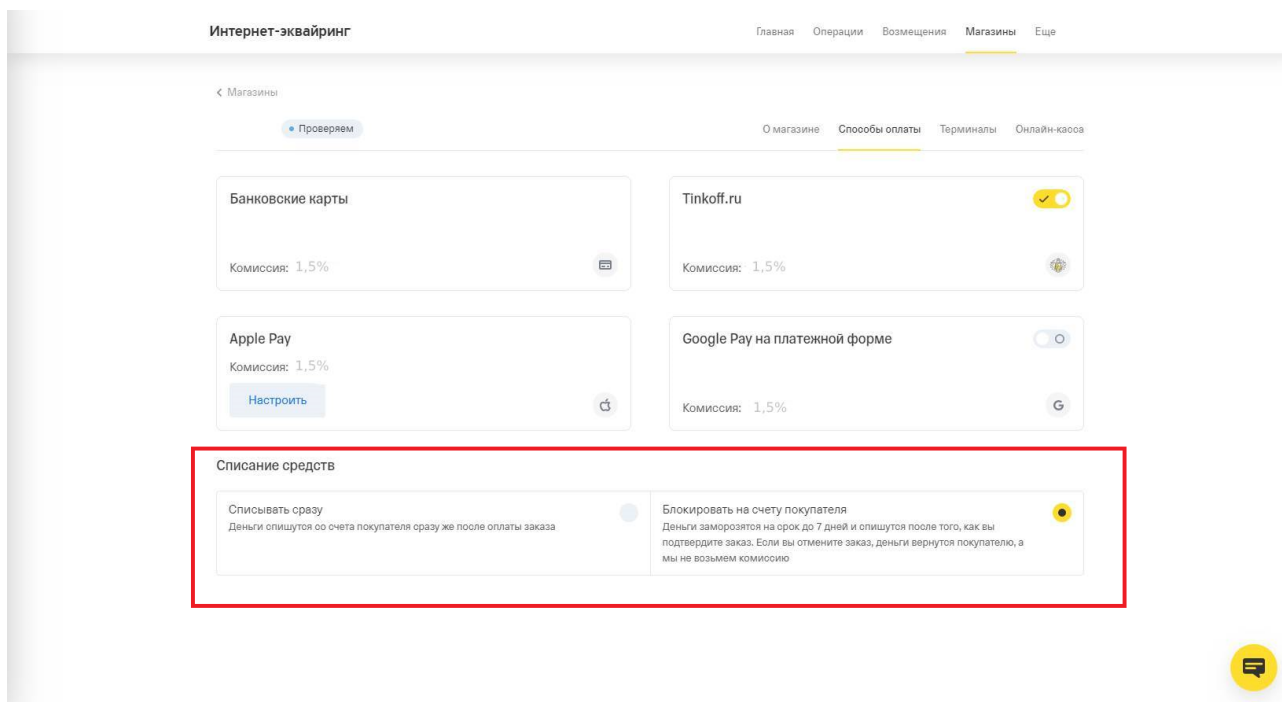 Интернет-эквайринг
Главная Операции Возмещения Магазины Еще
Магазины
Проверяем
О магазине Способы оплаты Терминалы Онлайн-касса
Банковские карты
Комиссия: 1,5%
Tinkoff.ru
Комиссия: 1,5%
Apple Pay
Комиссия: 1,5%
Настроить
Google Pay на платежной форме
Комиссия: 1,5%
G
Списание средств
Списывать сразу
Деньги спишутся со счета покупателя сразу же после оплаты заказа
Блокировать на счету покупателя
Деньги заморозятся на срок до 7 дней и спишутся после того, как вы
подтвердите заказ. Если вы отмените заказ, деньги вернутся покупателю, а
мы не возьмем комиссию